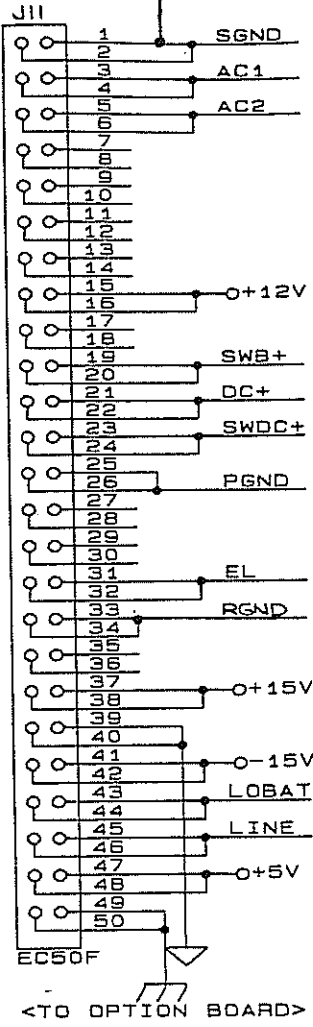 J11
1 SGND
2
3 AC1
4
5 AC2
6
7
8
9
10
11
12
13
14
15
16 +12V
17
18
19 SWB+
20
21 DC+
22
23 SWDC+
24
25
26 PGND
27
28
29
30
31 EL
32
33 RGND
34
35
36
37 +15V
38
39
40
41 -15V
42
43 LOBAT
44
45 LINE
46
47 +5V
48
49
50
EC50F
<TO OPTION BOARD>